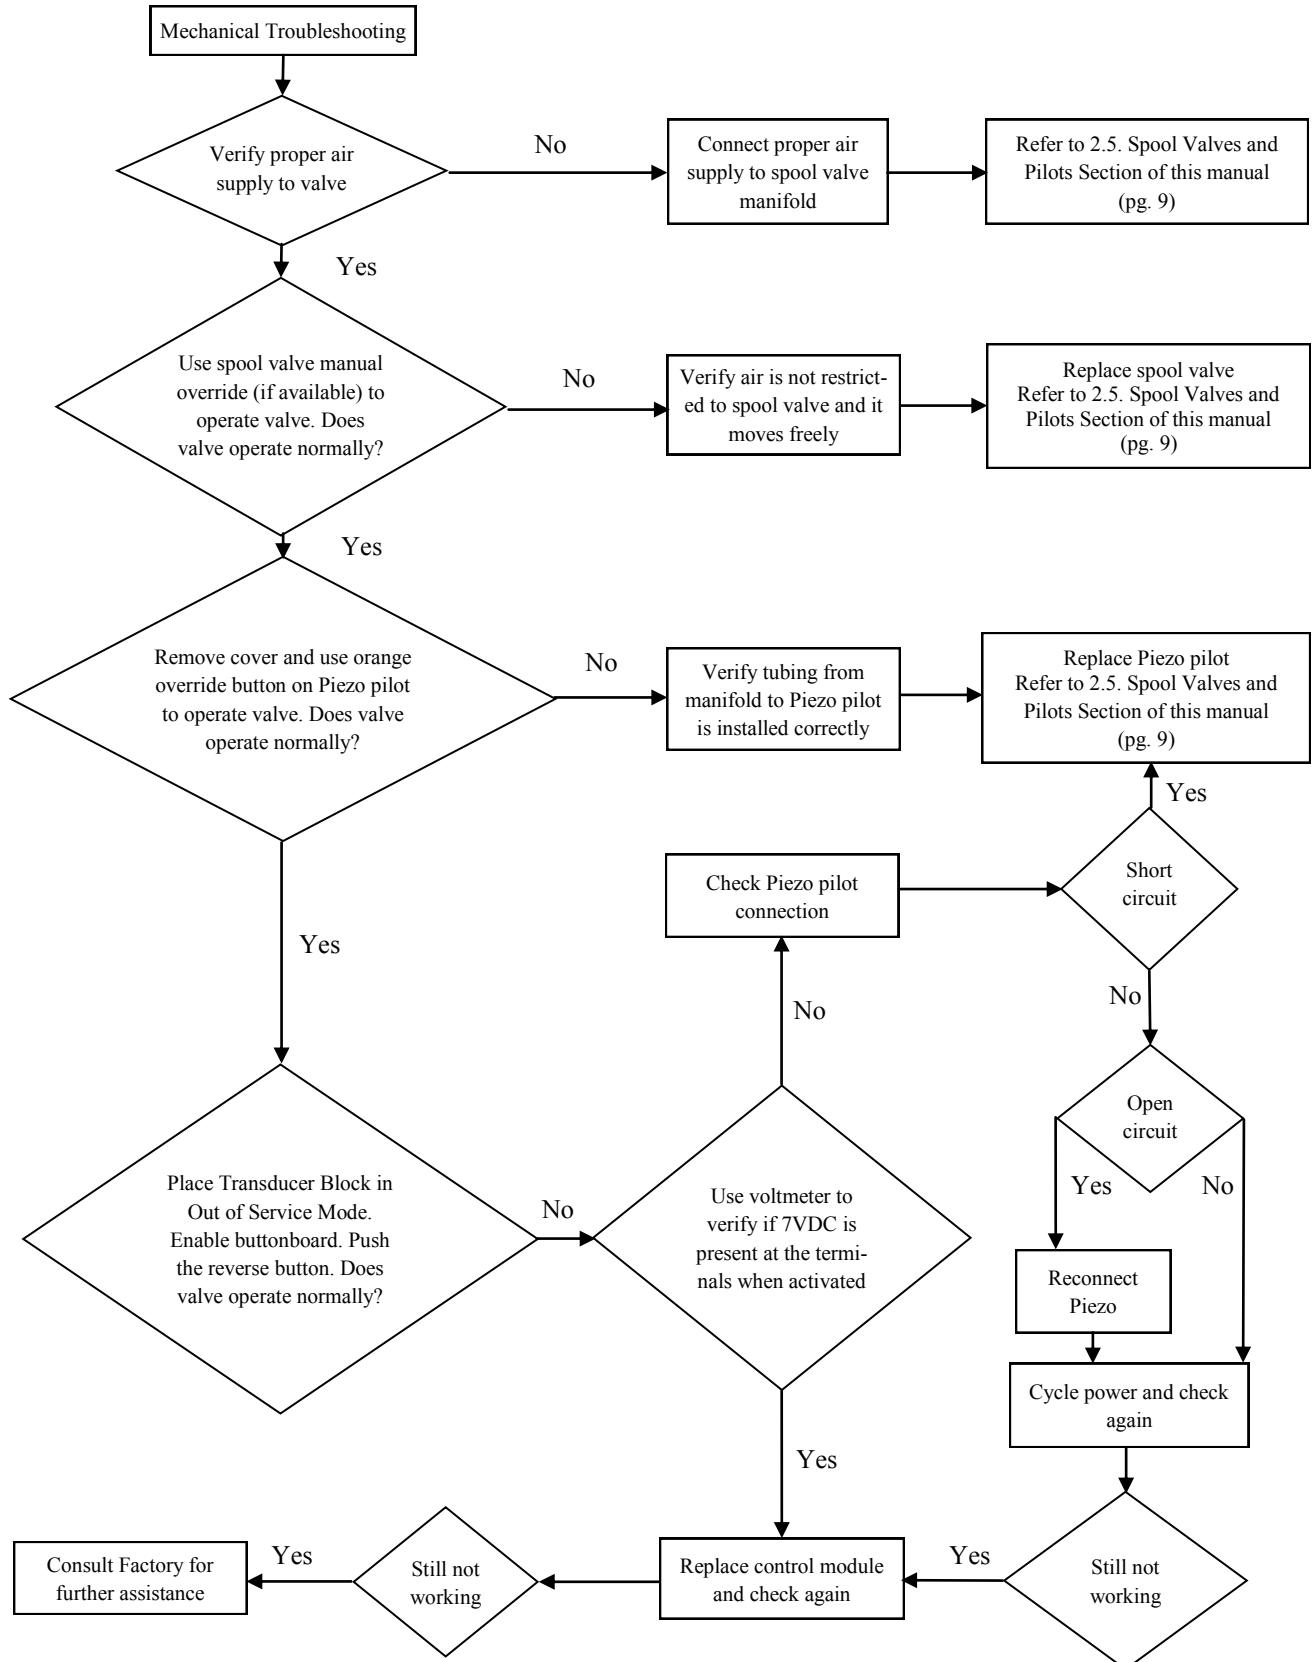 Mechanical Troubleshooting
Verify proper air
supply to valve
No
Connect proper air
supply to spool valve
manifold
Refer to 2.5. Spool Valves and
Pilots Section of this manual
(pg. 9)
Yes
Use spool valve manual
override (if available) to
operate valve. Does
valve operate normally?
No
Verify air is not restrict-
ed to spool valve and it
moves freely
Replace spool valve
Refer to 2.5. Spool Valves and
Pilots Section of this manual
(pg. 9)
Yes
Remove cover and use orange
override button on Piezo pilot
to operate valve. Does valve
operate normally?
No
Verify tubing from
manifold to Piezo pilot
is installed correctly
Replace Piezo pilot
Refer to 2.5. Spool Valves and
Pilots Section of this manual
(pg. 9)
Yes
Short
circuit
Check Piezo pilot
connection
Yes
No
No
Open
circuit
Yes
No
Place Transducer Block in
Out of Service Mode.
Enable buttonboard. Push
the reverse button. Does
valve operate normally?
No
Use voltmeter to
verify if 7VDC is
present at the termi-
nals when activated
Reconnect
Piezo
Cycle power and check
again
Yes
Still not
working
Yes
Replace control module
and check again
Still not
working
Yes
Consult Factory for
further assistance